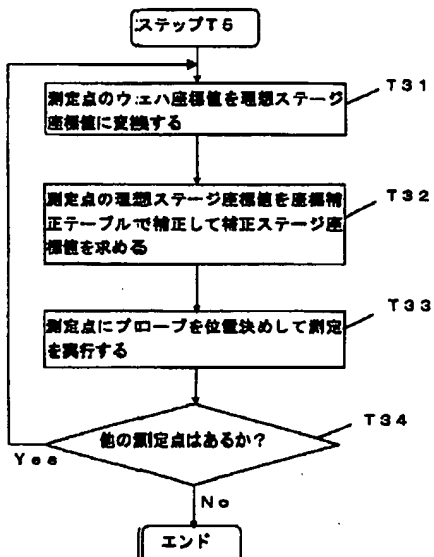 ステップT5
測定点のウェハ座標値を理想ステージ
座標値に変換する
T31
測定点の理想ステージ座標値を座標補
正テーブルで補正して補正ステージ座
標値を求める
T32
測定点にプローブを位置決めして測定
を実行する
T33
他の測定点はあるか?
T34
Yes
No
エンド